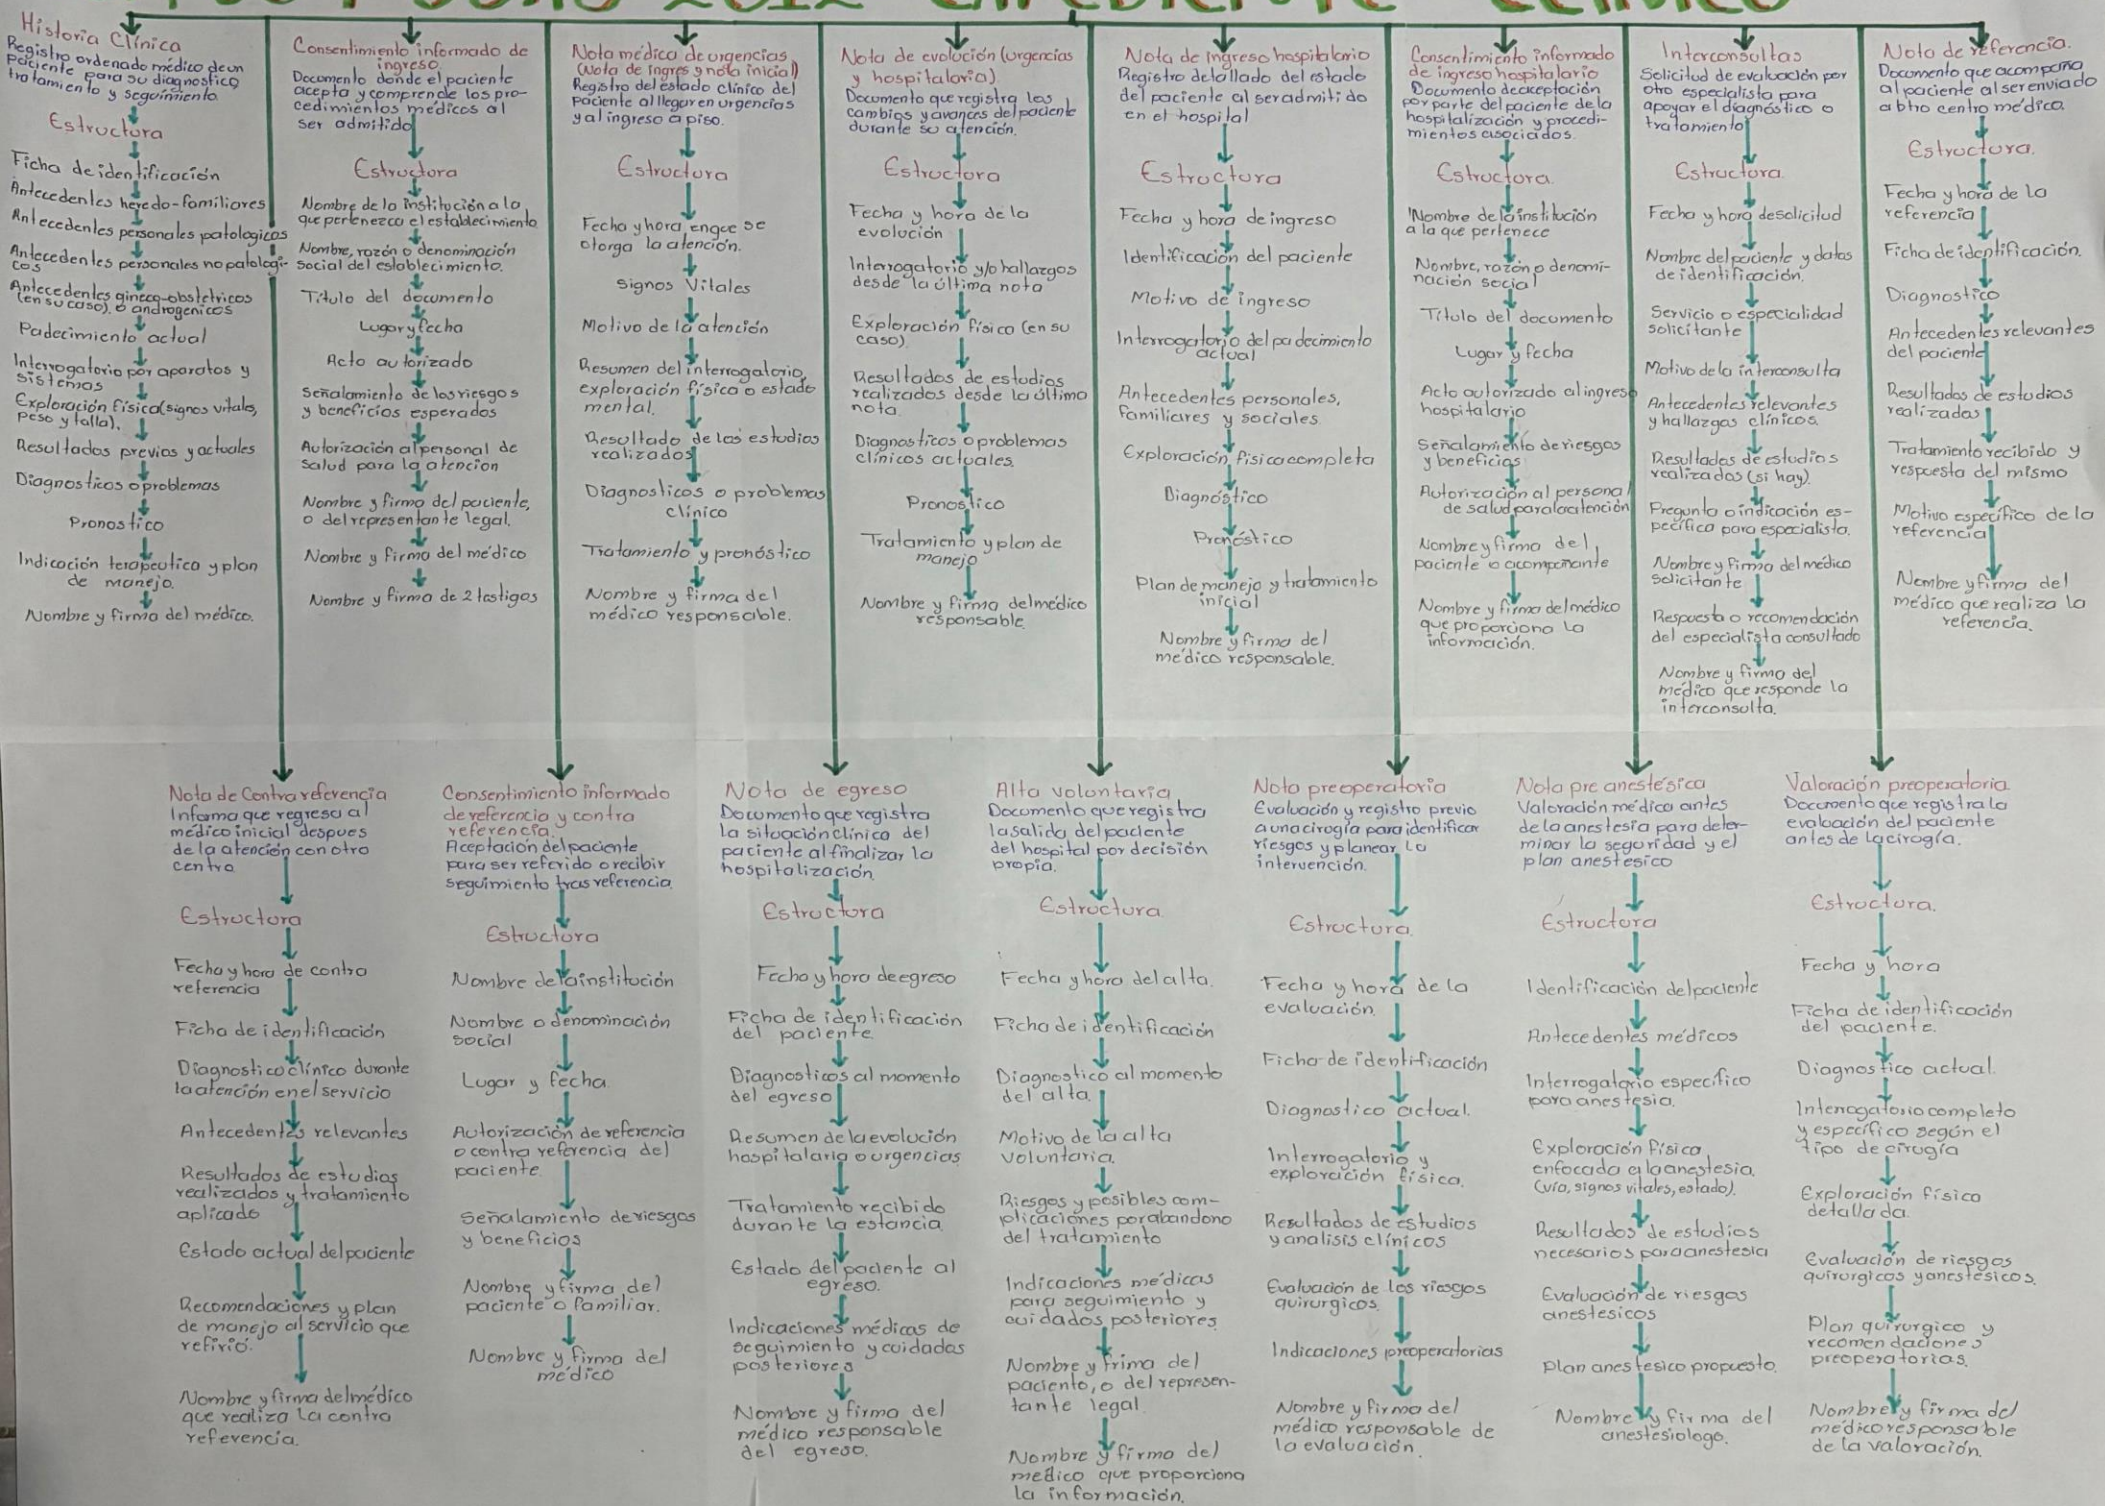 2012 EXPEDIENTE CLÍNICO
Historia Clínica
Registro ordenado médico de un
paciente para su diagnostico,
tratamiento y seguimiento.
Estructura
Ficha de identificación
Antecedentes heredo-familiares
Antecedentes personales patologicos
Antecedentes personales no patologi-
cos
Antecedentes gineco-obstetricos
(en su caso), o androgenicos
Padecimiento actual
Interrogatorio por aparatos y
sistemas
Exploración física (signos vitales,
peso y talla).
Resultados previos y actuales
Diagnosticos o problemas
Pronostico
Indicación terapeutica y plan
de manejo.
Nombre y firma del médico.
Consentimiento informado de
ingreso.
Documento donde el paciente
acepta y comprende los pro-
cedimientos médicos al
ser admitido
Estructura
Nombre de la institución a la
que pertenezca el establecimiento
Nombre, razón o denominación
social del establecimiento.
Título del documento
Lugar y fecha
Acto autorizado
Señalamiento de los riesgos
y beneficios esperados
Autorización al personal de
salud para la atencion
Nombre y firma del paciente,
o del representante legal.
Nombre y firma del médico
Nombre y firma de 2 testigos
Nota médica de urgencias
(Nota de ingres y nota inicial)
Registro del estado clínico del
paciente al llegar en urgencias
y al ingreso a piso.
Estructura
Fecha y hora en que se
otorga la atención.
Signos Vitales
Motivo de la atención
Resumen del interrogatorio,
exploración física o estado
mental.
Resultado de los estudios
realizados
Diagnosticos o problemas
clínico
Tratamiento y pronóstico
Nombre y firma del
médico responsable.
Nota de evolución (urgencias
y hospitalaria)
Documento que registra los
cambios y avances del paciente
durante su atención.
Estructura
Fecha y hora de la
evolución
Interrogatorio y/o hallazgos
desde la última nota
Exploración física (en su
caso)
Resultados de estudios
realizados desde la último
nota.
Diagnosticos o problemas
clínicos actuales.
Pronostico
Tratamiento y plan de
manejo
Nombre y firma del médico
responsable
Nota de ingreso hospitalario
Registro detallado del estado
del paciente al ser admitido
en el hospital
Estructura
Fecha y hora de ingreso
Identificación del paciente
Motivo de ingreso
Interrogatorio del padecimiento
actual
Antecedentes personales,
familiares y sociales
Exploración fisica completa
Diagnóstico
Pronóstico
Plan de manejo y tratamiento
inicial
Nombre y firma del
médico responsable.
Consentimiento informado
de ingreso hospitalario
Documento de aceptación
por parte del paciente de la
hospitalización y procedi-
mientos asociados.
Estructura.
Nombre de la institución
a la que pertenece
Nombre, razón o denomi-
nación social
Título del documento
Lugar y fecha
Acto autorizado al ingreso
hospitalario
Señalamiento de riesgos
y beneficios
Autorización al personal
de salud para la atención
Nombre y firma del
paciente o acompañante
Nombre y firma del médico
que proporciona la
información.
Interconsultas
Solicitud de evaluación por
otro especialista para
apoyar el diagnóstico o
tratamiento
Estructura
Fecha y hora de solicitud
Nombre del paciente y datos
de identificación.
Servicio o especialidad
solicitante
Motivo de la interconsulta
Antecedentes relevantes
y hallazgos clínicos.
Resultados de estudios
realizados (si hay).
Pregunta o indicación es-
pecífica para especialista.
Nombre y firma del médico
solicitante
Respuesta o recomendación
del especialista consultado
Nombre y firma del
médico que responde la
interconsulta.
Nota de referencia.
Documento que acompaña
al paciente al ser enviado
a otro centro médico.
Estructura.
Fecha y hora de la
referencia
Ficha de identificación.
Diagnostico
Antecedentes relevantes
del paciente
Resultados de estudios
realizadas
Tratamiento recibido y
respuesta del mismo
Motivo específico de la
referencia
Nombre y firma del
médico que realiza la
referencia.
Nota de Contra referencia
Informa que regresa al
médico inicial despues
de la atención con otro
centro
Estructura
Fecha y hora de contra
referencia
Ficha de identificación
Diagnostico clínico durante
la atención en el servicio
Antecedentes relevantes
Resultados de estudios
realizados y tratamiento
aplicado
Estado actual del paciente
Recomendaciones y plan
de manejo al servicio que
refirió.
Nombre y firma del médico
que realiza la contra
referencia.
Consentimiento informado
de referencia y contra
referencia.
Aceptación del paciente
para ser referido o recibir
seguimiento tras referencia.
Estructura
Nombre de la institución
Nombre o denominación
social
Lugar y fecha
Autorización de referencia
o contra referencia del
paciente
Señalamiento de riesgos
y beneficios
Nombre y firma del
paciente o familiar.
Nombre y firma del
médico
Nota de egreso
Documento que registra
la situación clínica del
paciente al finalizar la
hospitalización
Estructura
Fecha y hora de egreso
Ficha de identificación
del paciente
Diagnosticos al momento
del egreso
Resumen de la evolución
hospitalaria o urgencias
Tratamiento recibido
durante la estancia
Estado del paciente al
egreso.
Indicaciones médicas de
seguimiento y cuidados
posteriores
Nombre y firma del
médico responsable
del egreso.
Alta voluntaria
Documento que registra
la salida del paciente
del hospital por decisión
propia.
Estructura
Fecha y hora del alta.
Ficha de identificación
Diagnostico al momento
del alta
Motivo de la alta
voluntaria.
Riesgos y posibles com-
plicaciones por abandono
del tratamiento
Indicaciones médicas
para seguimiento y
cuidados posteriores
Nombre y frima del
paciento, o del represen-
tante legal
Nombre y firma del
medico que proporciona
la información.
Nota preoperatoria
Evaluación y registro previo
a una cirogía para identificar
riesgos y planear la
intervención.
Estructura.
Fecha y hora de la
evaluación
Ficha de identificación
Diagnostico actual.
Interrogatorio y
exploración física.
Resultados de estudios
y analisis clínicos
Evaluación de los riesgos
quirurgicos
Indicaciones preoperatorias
Nombre y firma del
médico responsable de
la evaluación.
Nota pre anestésica
Valoración médica antes
de la anestesia para deter-
minar la seguridad y el
plan anestesico
Estructura
Identificación del paciente
Antecedentes médicos
Interrogatorio específico
para anestesia.
Exploración física
enfocada a la anestesia.
(vía, signos vitales, estado).
Resultados de estudios
necesarios para anestesia
Evaluación de riesgos
anestesicos
Plan anestesico propuesto.
Nombre y firma del
anestesiologo.
Valoración preoperatoria
Documento que registra la
evaluación del paciente
antes de la cirogía.
Estructura.
Fecha y hora
Ficha de identificación
del paciente.
Diagnostico actual.
Interrogatorio completo
y específico según el
tipo de cirugía
Exploración físico
detallada
Evaluación de riesgos
quirurgicos y anestésicos.
Plan quirurgico y
recomendaciones
preoperatorias.
Nombre y firma del
médico responsable
de la valoración.